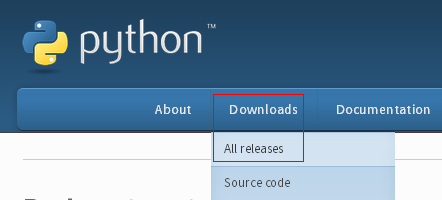 python™
About Downloads Documentation
All releases
Source code